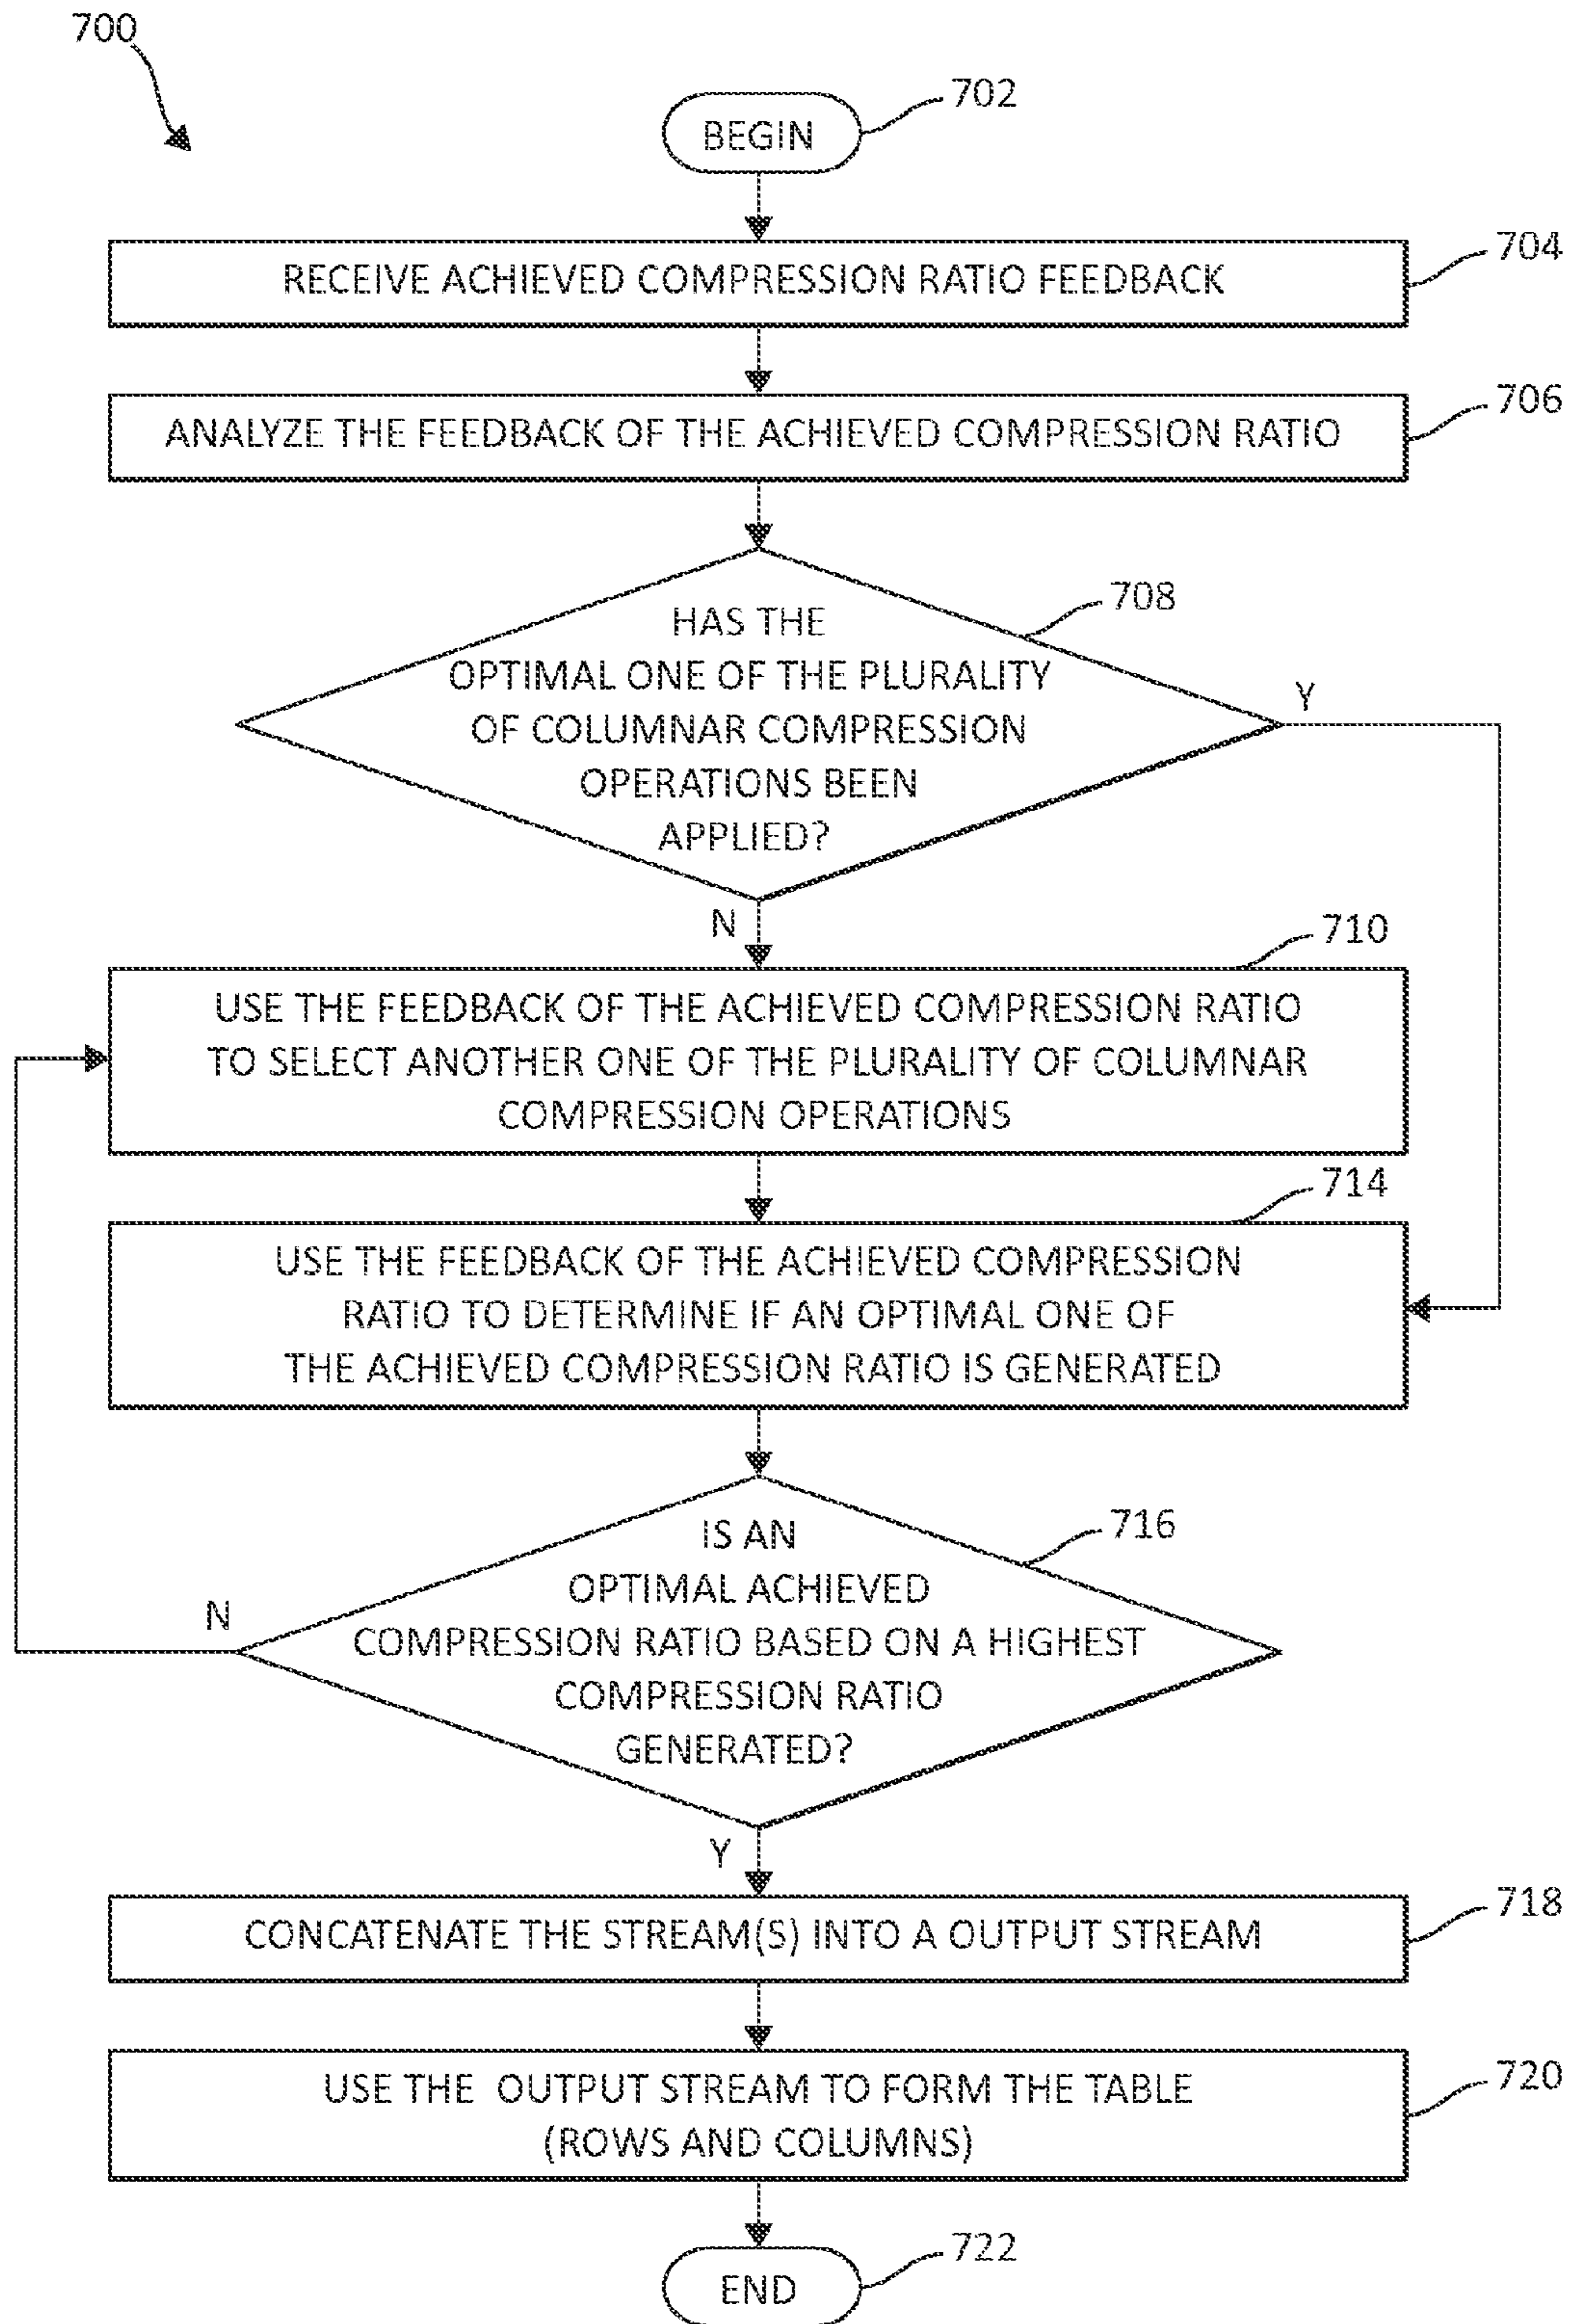 700
702
BEGIN
704
RECEIVE ACHIEVED COMPRESSION RATIO FEEDBACK
706
ANALYZE THE FEEDBACK OF THE ACHIEVED COMPRESSION RATIO
708
HAS THE
OPTIMAL ONE OF THE PLURALITY
OF COLUMNAR COMPRESSION
OPERATIONS BEEN
APPLIED?
Y
N
710
USE THE FEEDBACK OF THE ACHIEVED COMPRESSION RATIO
TO SELECT ANOTHER ONE OF THE PLURALITY OF COLUMNAR
COMPRESSION OPERATIONS
714
USE THE FEEDBACK OF THE ACHIEVED COMPRESSION
RATIO TO DETERMINE IF AN OPTIMAL ONE OF
THE ACHIEVED COMPRESSION RATIO IS GENERATED
716
IS AN
OPTIMAL ACHIEVED
COMPRESSION RATIO BASED ON A HIGHEST
COMPRESSION RATIO
GENERATED?
N
Y
718
CONCATENATE THE STREAM(S) INTO A OUTPUT STREAM
720
USE THE OUTPUT STREAM TO FORM THE TABLE
(ROWS AND COLUMNS)
722
END